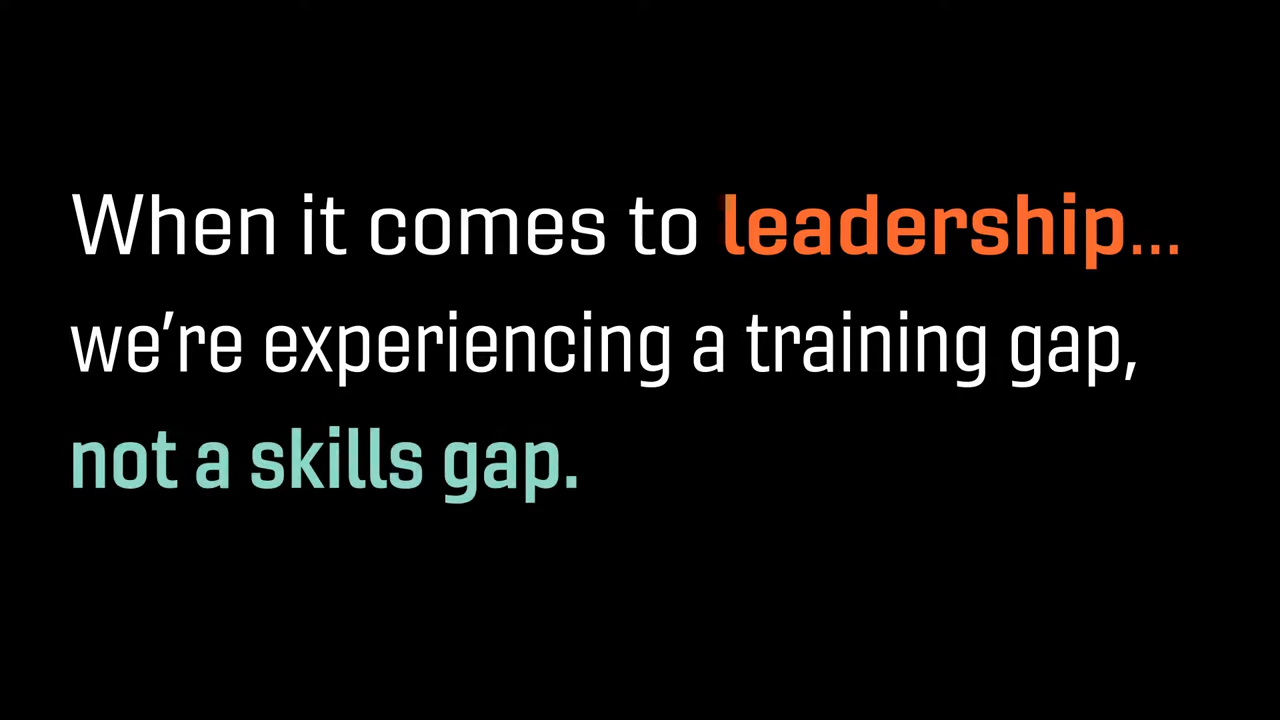 When it comes to leadership...
we’re experiencing a training gap,
not a skills gap.